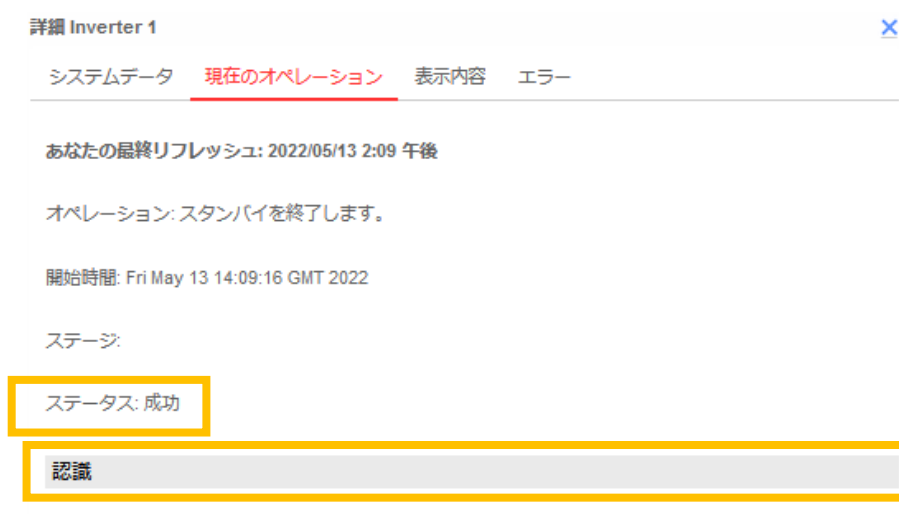 詳細 Inverter 1
システムデータ 現在のオペレーション 表示内容 エラー
あなたの最終リフレッシュ: 2022/05/13 2:09 午後
オペレーション: スタンバイを終了します。
開始時間: Fri May 13 14:09:16 GMT 2022
ステージ:
ステータス: 成功
認識